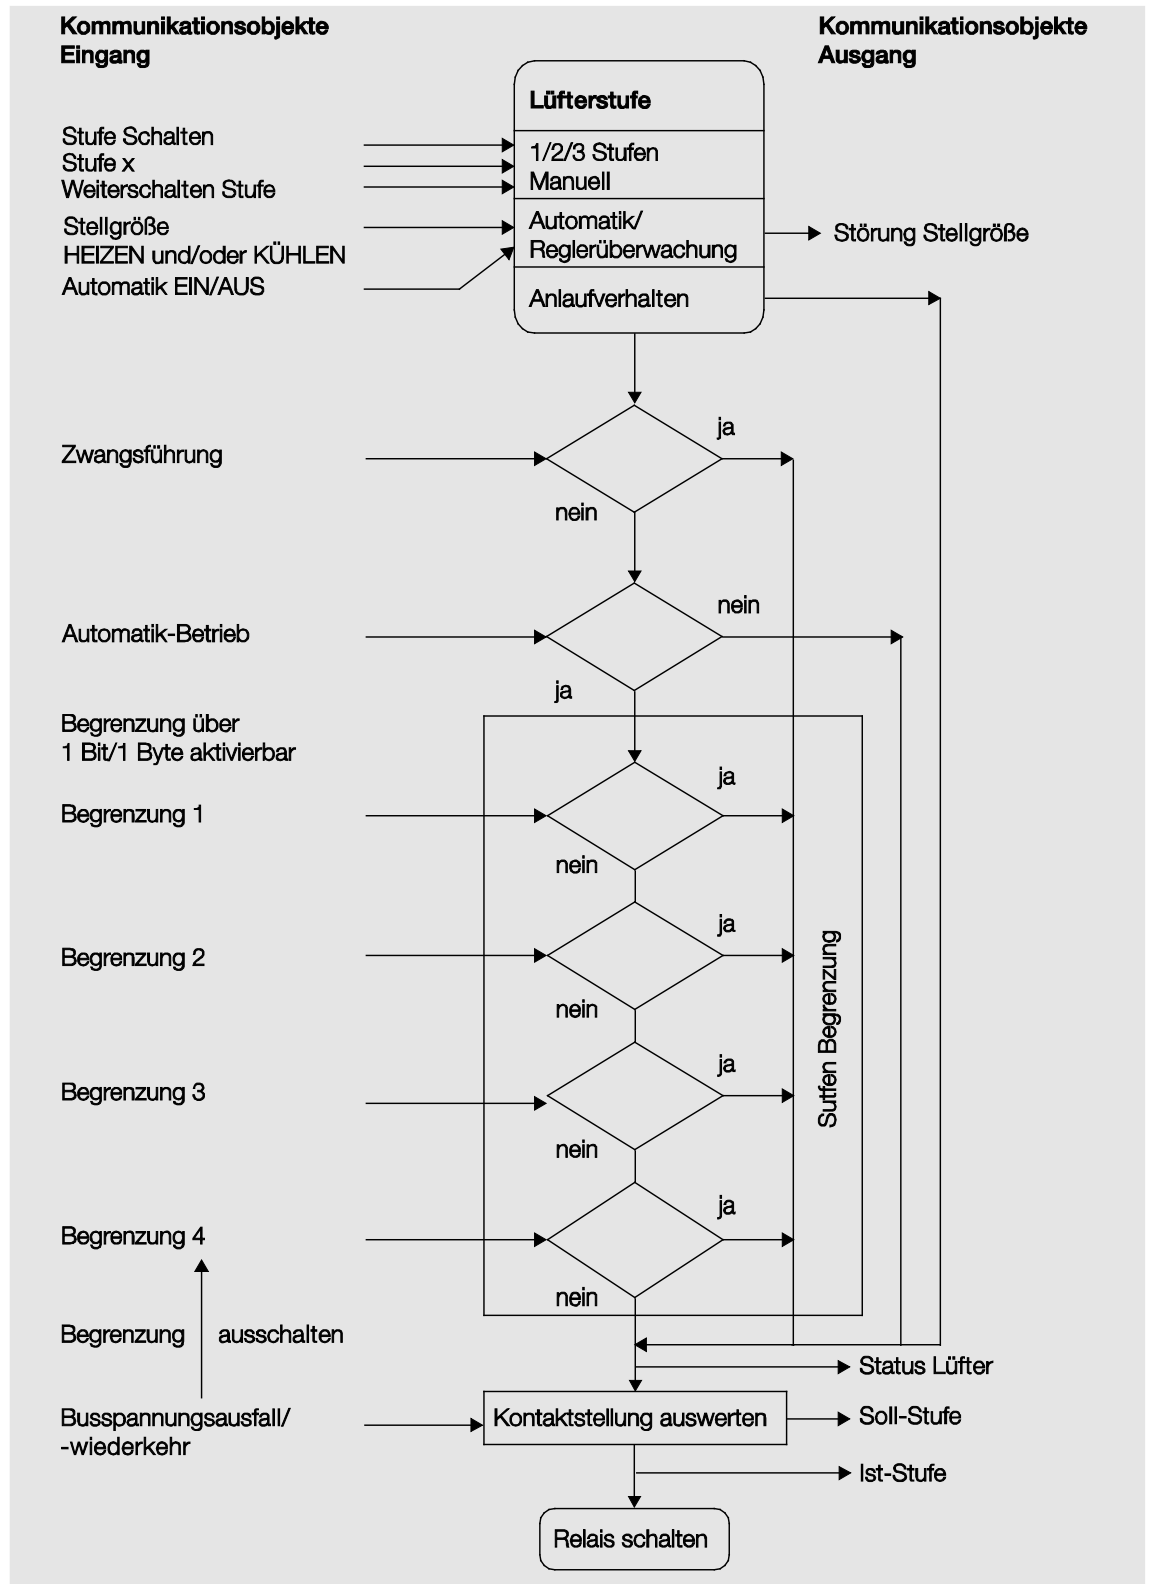 Kommunikationsobjekte
Eingang
Kommunikationsobjekte
Ausgang
Lüfterstufe
Stufe Schalten
Stufe x
Weiterschalten Stufe
1/2/3 Stufen
Manuell
Stellgröße
HEIZEN und/oder KÜHLEN
Automatik EIN/AUS
Automatik/
Reglerüberwachung
Störung Stellgröße
Anlaufverhalten
ja
Zwangsführung
nein
nein
Automatik-Betrieb
ja
Begrenzung über
1 Bit/1 Byte aktivierbar
ja
Begrenzung 1
nein
ja
Begrenzung 2
nein
Sutfen Begrenzung
ja
Begrenzung 3
nein
ja
Begrenzung 4
nein
Begrenzung ausschalten
Status Lüfter
Busspannungsausfall/
-wiederkehr
Kontaktstellung auswerten
Soll-Stufe
Ist-Stufe
Relais schalten